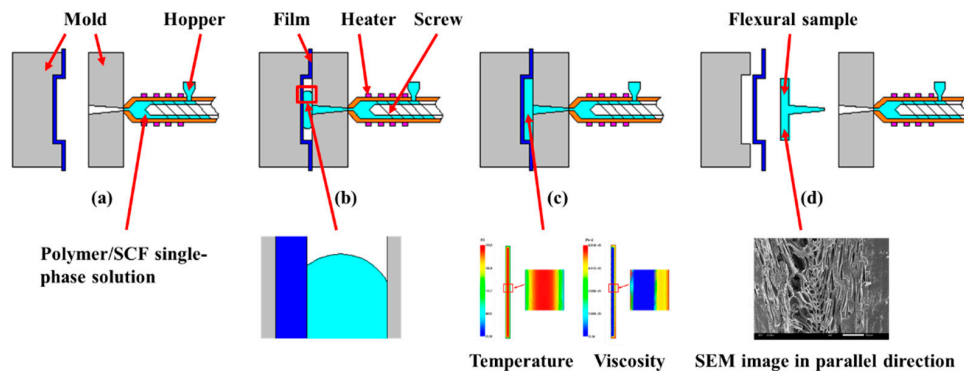 Mold
Hopper
Film
Heater
Screw
Flexural sample
(a)
(b)
(c)
(d)
Polymer/SCF single-
phase solution
Temperature
Viscosity
SEM image in parallel direction